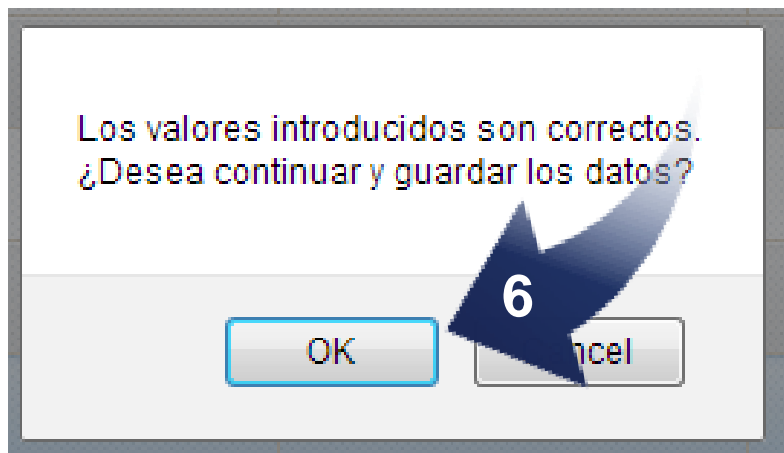 Los valores introducidos son correctos.
¿Desea continuar y guardar los datos?
6
OK